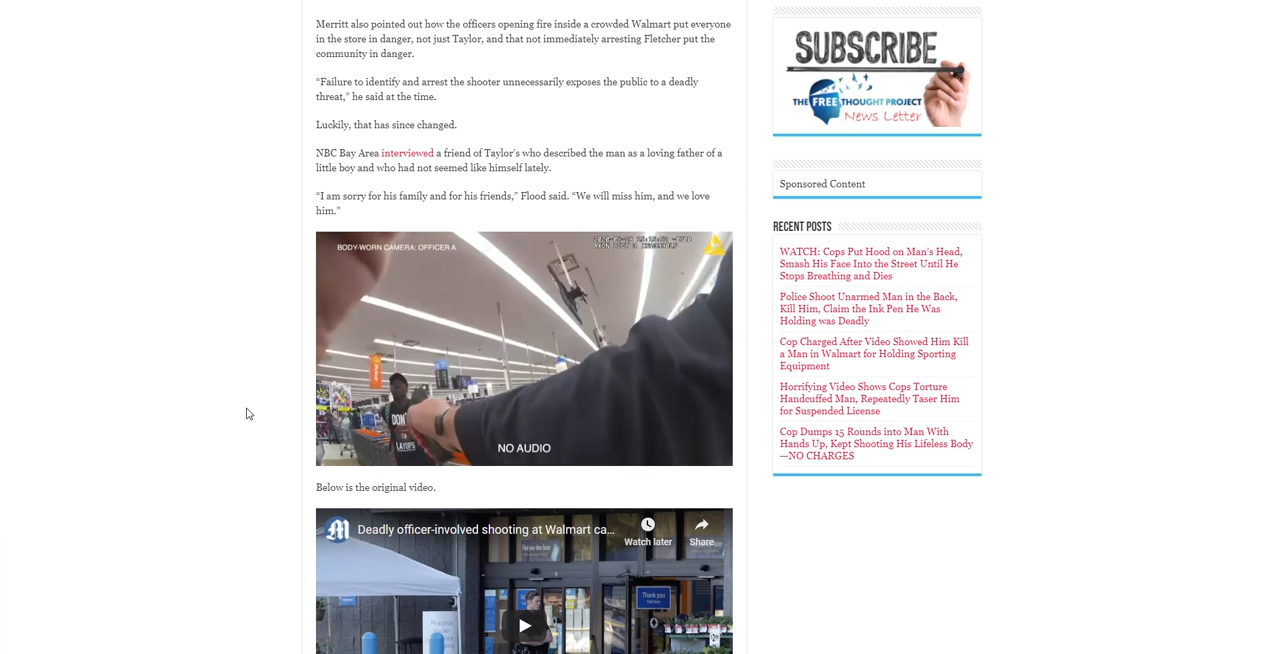 Merritt also pointed out how the officers opening fire inside a crowded Walmart put everyone
in the store in danger, not just Taylor, and that not immediately arresting Fletcher put the
community in danger.
“Failure to identify and arrest the shooter unnecessarily exposes the public to a deadly
threat,” he said at the time.
Luckily, that has since changed.
NBC Bay Area interviewed a friend of Taylor’s who described the man as a loving father of a
little boy and who had not seemed like himself lately.
“I am sorry for his family and for his friends,” Flood said. “We will miss him, and we love
him.”
BODY-WORN CAMERA: OFFICER A
DON'T
LAYUPS
NO AUDIO
Below is the original video.
Deadly officer-involved shooting at Walmart ca...
Watch later
Share
Thank you
Practice
SUBSCRIBE
THE FREE THOUGHT PROJECT
News Letter
Sponsored Content
RECENT POSTS
WATCH: Cops Put Hood on Man’s Head,
Smash His Face Into the Street Until He
Stops Breathing and Dies
Police Shoot Unarmed Man in the Back,
Kill Him, Claim the Ink Pen He Was
Holding was Deadly
Cop Charged After Video Showed Him Kill
a Man in Walmart for Holding Sporting
Equipment
Horrifying Video Shows Cops Torture
Handcuffed Man, Repeatedly Taser Him
for Suspended License
Cop Dumps 15 Rounds into Man With
Hands Up, Kept Shooting His Lifeless Body
—NO CHARGES